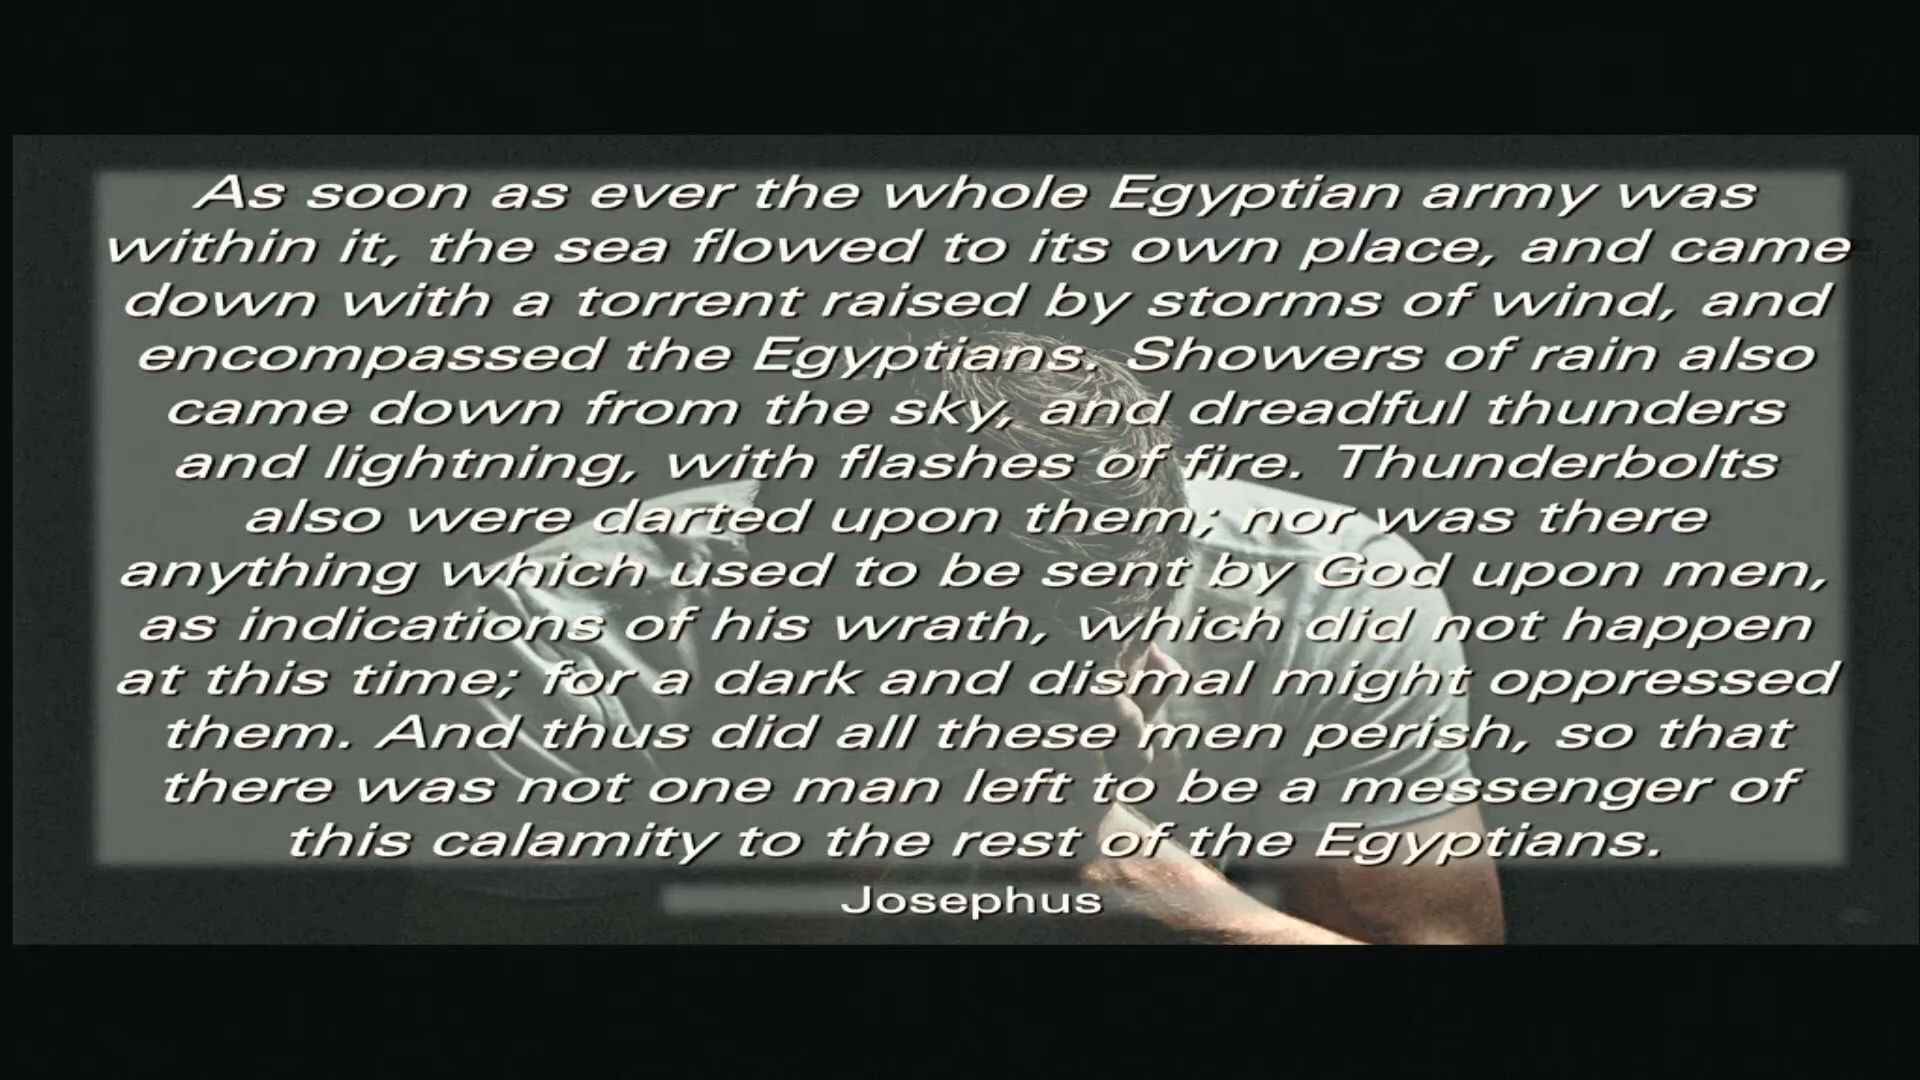 As soon as ever the whole Egyptian army was
within it, the sea flowed to its own place, and came
down with a torrent raised by storms of wind, and
encompassed the Egyptians. Showers of rain also
came down from the sky, and dreadful thunders
and lightning, with flashes of fire. Thunderbolts
also were darted upon them; nor was there
anything which used to be sent by God upon men,
as indications of his wrath, which did not happen
at this time; for a dark and dismal might oppressed
them. And thus did all these men perish, so that
there was not one man left to be a messenger of
this calamity to the rest of the Egyptians.
Josephus